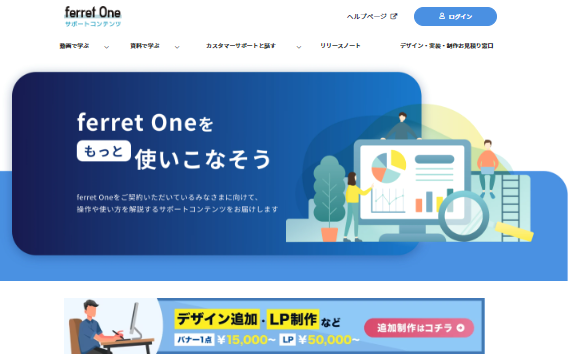 ferret One
サポートコンテンツ
ヘルプページ
ログイン
動画で学ぶ
資料で学ぶ
カスタマーサポートと話す
リリースノート
デザイン・実装・制作お見積り窓口
ferret Oneを
もっと 使いこなそう
ferret Oneをご契約いただいているみなさまに向けて、
操作や使い方を解説するサポートコンテンツをお届けします
デザイン追加・LP制作など
バナー1点 ¥15,000~ LP ¥50,000~
追加制作はコチラ